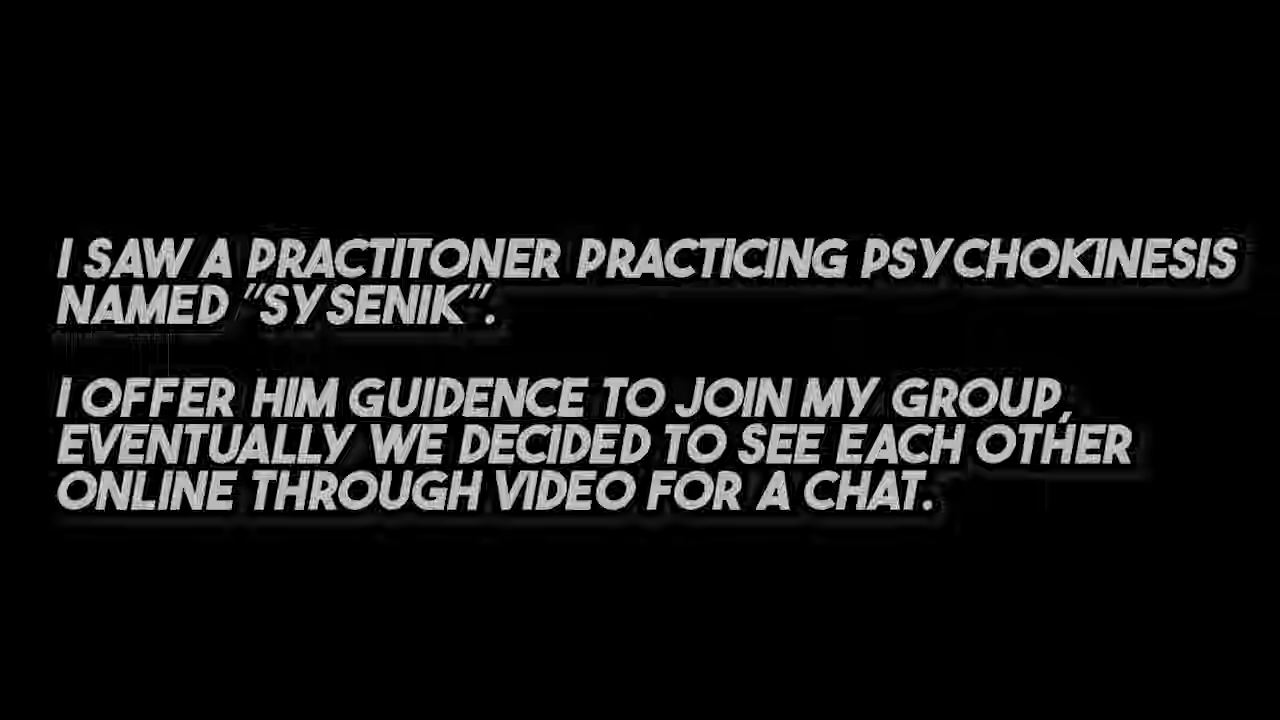 I SAW A PRACTITONER PRACTICING PSYCHOKINESIS
NAMED "SYSENIK".
I OFFER HIM GUIDENCE TO JOIN MY GROUP,
EVENTUALLY WE DECIDED TO SEE EACH OTHER
ONLINE THROUGH VIDEO FOR A CHAT.